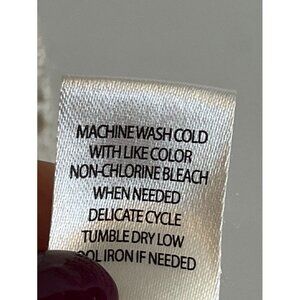 MACHINE WASH COLD
WITH LIKE COLOR
NON-CHLORINE BLEACH
WHEN NEEDED
DELICATE CYCLE
TUMBLE DRY LOW
OOL IRON IF NEEDED